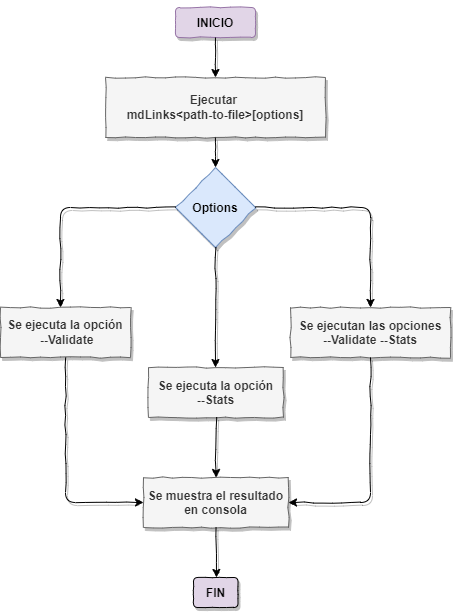 INICIO
Ejecutar
mdLinks<path-to-file>[options]
Options
Se ejecuta la opción
--Validate
Se ejecuta la opción
--Stats
Se ejecutan las opciones
--Validate --Stats
Se muestra el resultado
en consola
FIN